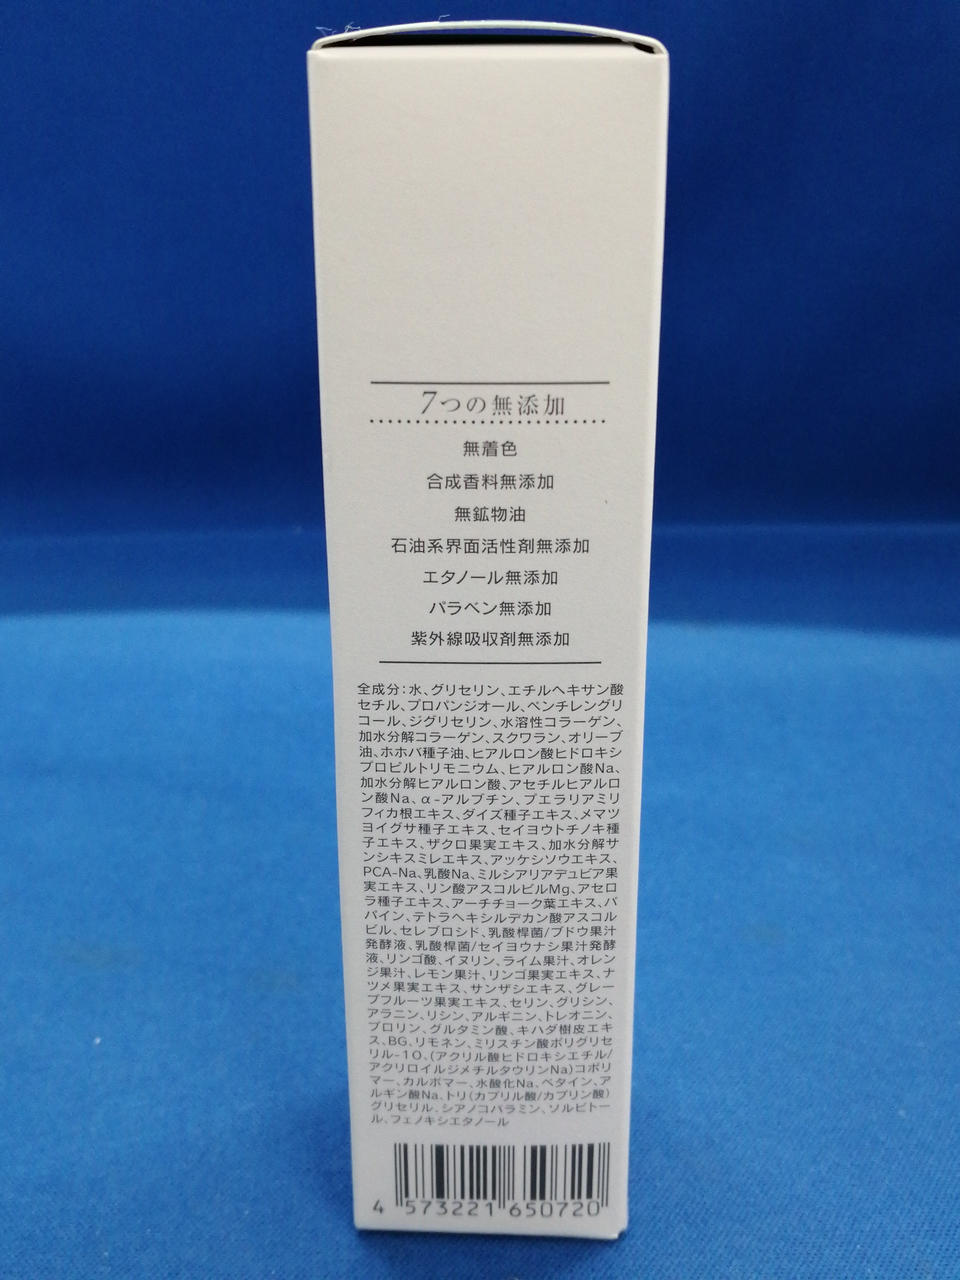 7つの無添加
無着色
合成香料無添加
無鉱物油
石油系界面活性剤無添加
エタノール無添加
パラベン無添加
紫外線吸収剤無添加
全成分：水、グリセリン、エチルヘキサン酸
セチル、プロパンジオール、ペンチレングリ
コール、ジグリセリン、水溶性コラーゲン、
加水分解コラーゲン、スクワラン、オリーブ
油、ホホバ種子油、ヒアルロン酸ヒドロキシ
プロピルトリモニウム、ヒアルロン酸Na、
加水分解ヒアルロン酸、アセチルヒアルロ
ン酸Na、α-アルブチン、プエラリアミリ
フィカ根エキス、ダイズ種子エキス、メマツ
ヨイグサ種子エキス、セイヨウトチノキ種
子エキス、ザクロ果実エキス、加水分解サ
ンシキスミレエキス、アッケシソウエキス、
PCA-Na、乳酸Na、ミルシアリアデュビア果
実エキス、リン酸アスコルビルMg、アセロ
ラ種子エキス、アーチチョーク葉エキス、パ
パイン、テトラヘキシルデカン酸アスコル
ビル、セレブロシド、乳酸桿菌/ブドウ果汁
発酵液、乳酸桿菌/セイヨウナシ果汁発酵
液、リンゴ酸、イヌリン、ライム果汁、オレン
ジ果汁、レモン果汁、リンゴ果実エキス、ナ
ツメ果実エキス、サンザシエキス、グレー
プフルーツ果実エキス、セリン、グリシン、
アラニン、リシン、アルギニン、トレオニン、
プロリン、グルタミン酸、キハダ樹皮エキ
ス、BG、リモネン、ミリスチン酸ポリグリセ
リル-10、(アクリル酸ヒドロキシエチル/
アクリロイルジメチルタウリンNa)コポリ
マー、カルボマー、水酸化Na、ベタイン、ア
ルギン酸Na、トリ(カプリル酸/カプリン酸)
グリセリル、シアノコバラミン、ソルビトー
ル、フェノキシエタノール
4 573221 650720